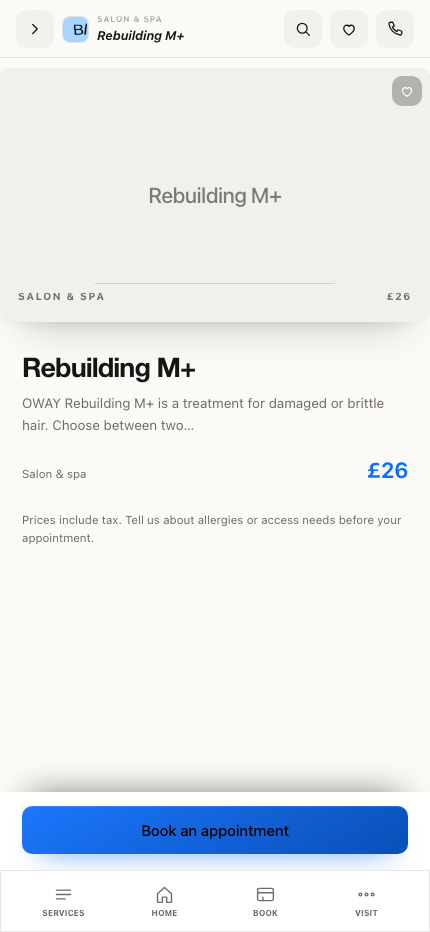 SALON & SPA
Bl
Rebuilding M+
Rebuilding M+
SALON & SPA
£26
Rebuilding M+
OWAY Rebuilding M+ is a treatment for damaged or brittle
hair. Choose between two...
Salon & spa
£26
Prices include tax. Tell us about allergies or access needs before your
appointment.
Book an appointment
SERVICES
HOME
BOOK
VISIT